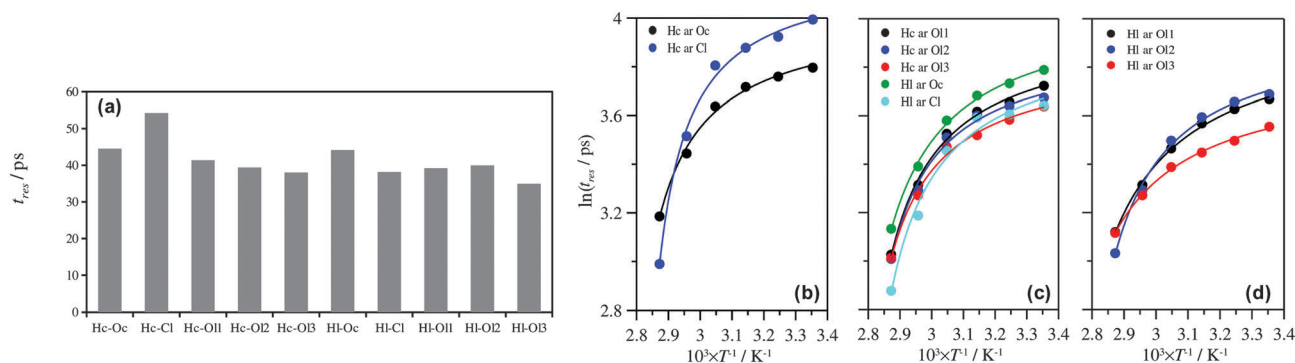 (a)
t_res / ps
60
50
40
30
20
10
0
Hc-Oc Hc-Cl Hc-Ol1 Hc-Ol2 Hc-Ol3 Hl-Oc Hl-Cl Hl-Ol1 Hl-Ol2 Hl-Ol3
ln(t_res / ps)
4
3.6
3.2
2.8
Hc ar Oc
Hc ar Cl
(b)
2.8 2.9 3 3.1 3.2 3.3 3.4
10³×T⁻¹ / K⁻¹
Hc ar Ol1
Hc ar Ol2
Hc ar Ol3
Hl ar Oc
Hl ar Cl
(c)
2.8 2.9 3 3.1 3.2 3.3 3.4
10³×T⁻¹ / K⁻¹
Hl ar Ol1
Hl ar Ol2
Hl ar Ol3
(d)
2.8 2.9 3 3.1 3.2 3.3 3.4
10³×T⁻¹ / K⁻¹